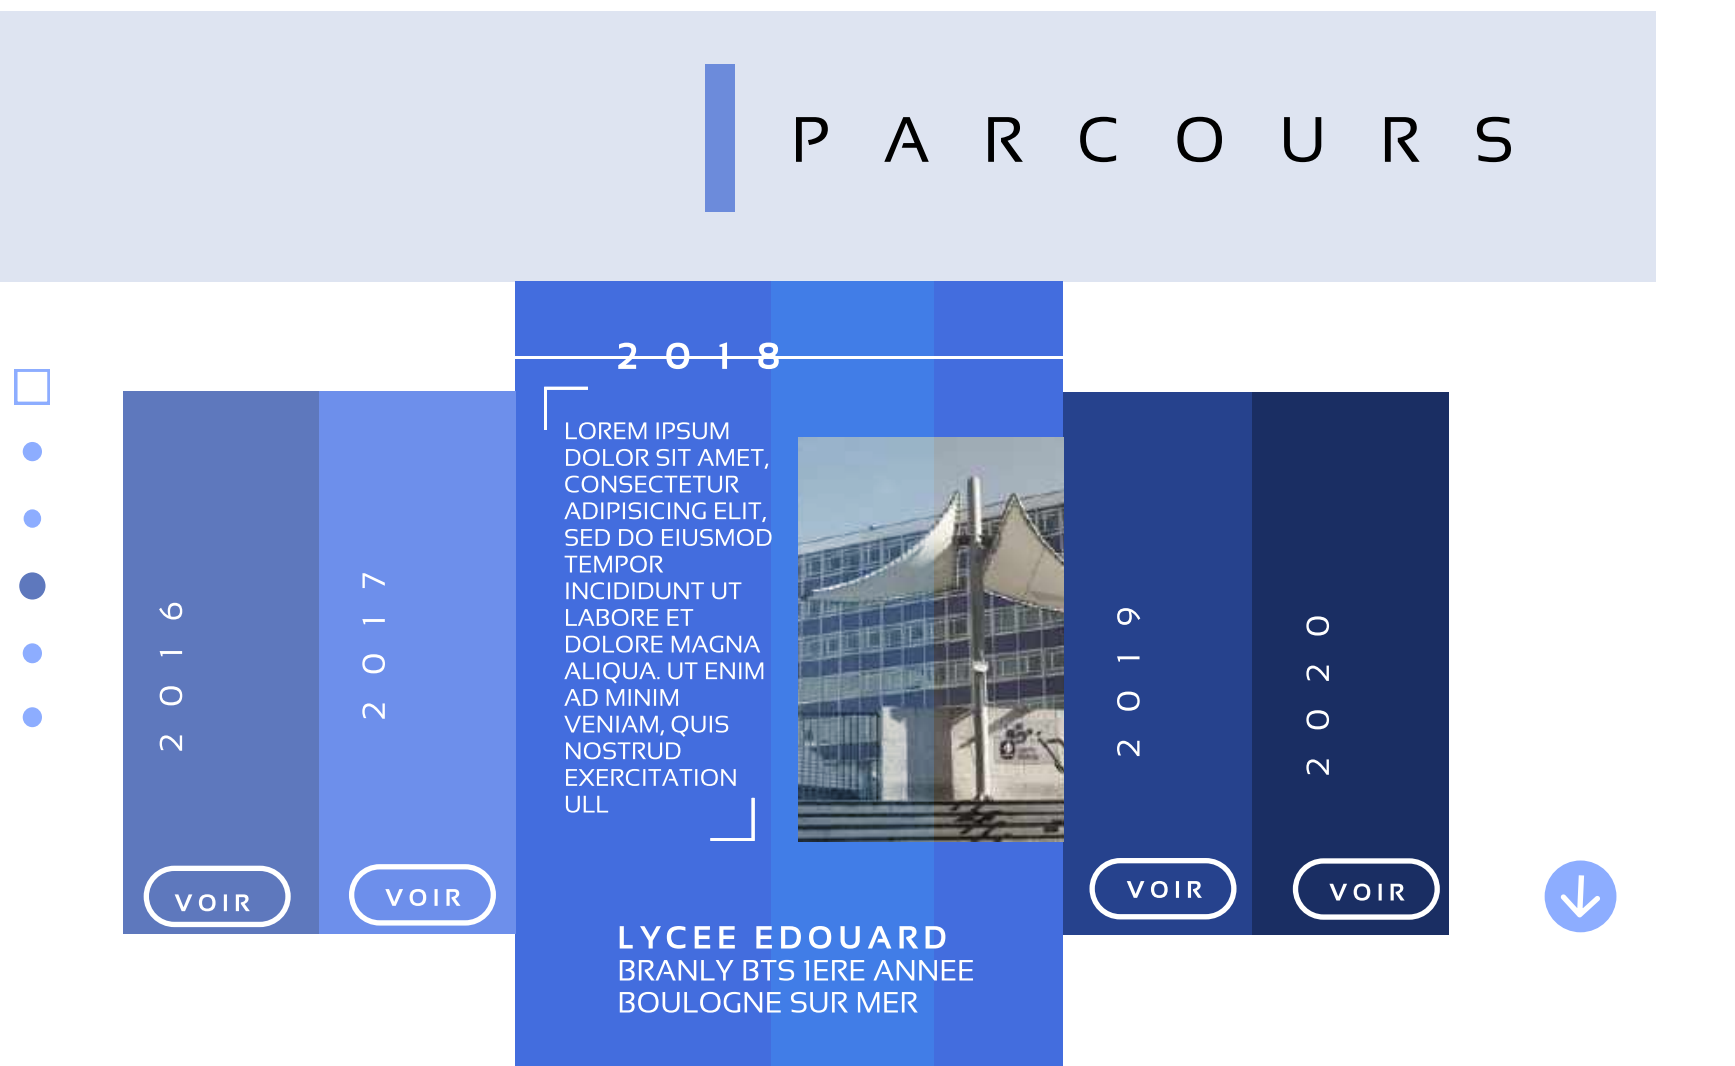 PARCOURS
2016
VOIR
2017
VOIR
2018
LOREM IPSUM
DOLOR SIT AMET,
CONSECTETUR
ADIPISICING ELIT,
SED DO EIUSMOD
TEMPOR
INCIDIDUNT UT
LABORE ET
DOLORE MAGNA
ALIQUA. UT ENIM
AD MINIM
VENIAM, QUIS
NOSTRUD
EXERCITATION
ULL
LYCEE EDOUARD
BRANLY BTS 1ERE ANNEE
BOULOGNE SUR MER
2019
VOIR
2020
VOIR